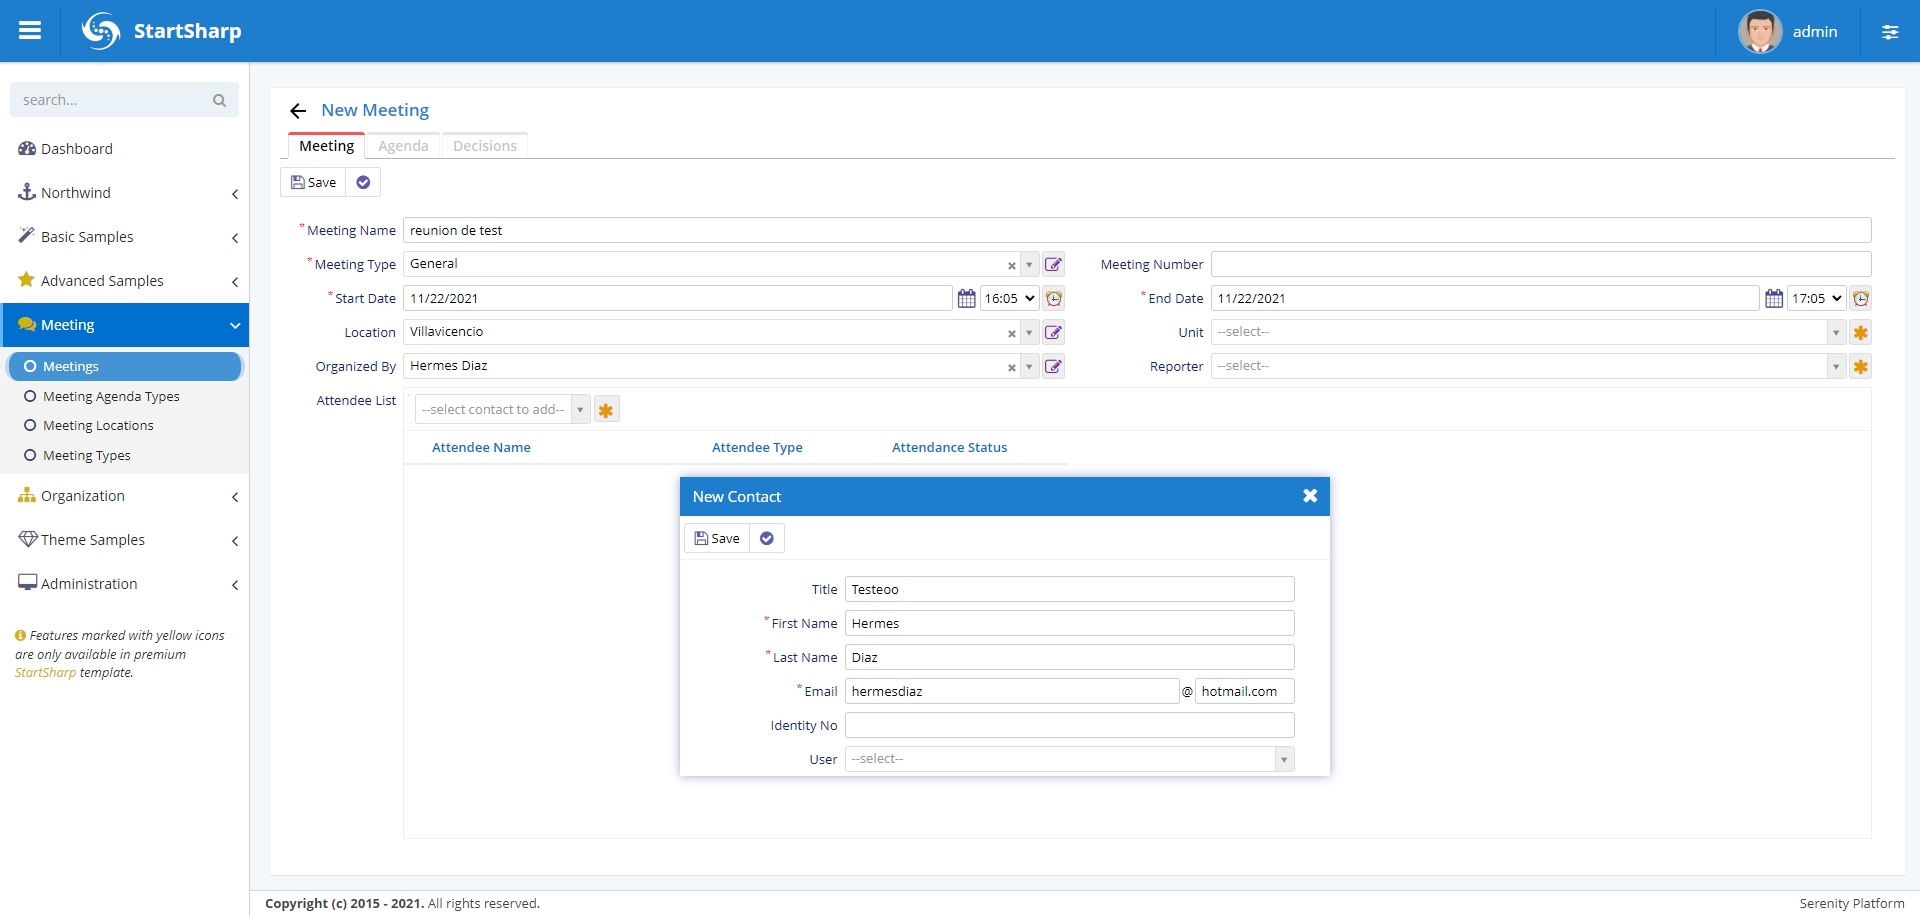 StartSharp
admin
search...
Dashboard
Northwind
Basic Samples
Advanced Samples
Meeting
Meetings
Meeting Agenda Types
Meeting Locations
Meeting Types
Organization
Theme Samples
Administration
Features marked with yellow icons
are only available in premium
StartSharp template.
New Meeting
Meeting Agenda Decisions
Save
* Meeting Name reunion de test
* Meeting Type General Meeting Number
* Start Date 11/22/2021 16:05 * End Date 11/22/2021 17:05
Location Villavicencio Unit --select--
Organized By Hermes Diaz Reporter --select--
Attendee List --select contact to add--
Attendee Name Attendee Type Attendance Status
New Contact
Save
Title Testeoo
* First Name Hermes
* Last Name Diaz
* Email hermesdiaz @ hotmail.com
Identity No
User --select--
Copyright (c) 2015 - 2021. All rights reserved. Serenity Platform